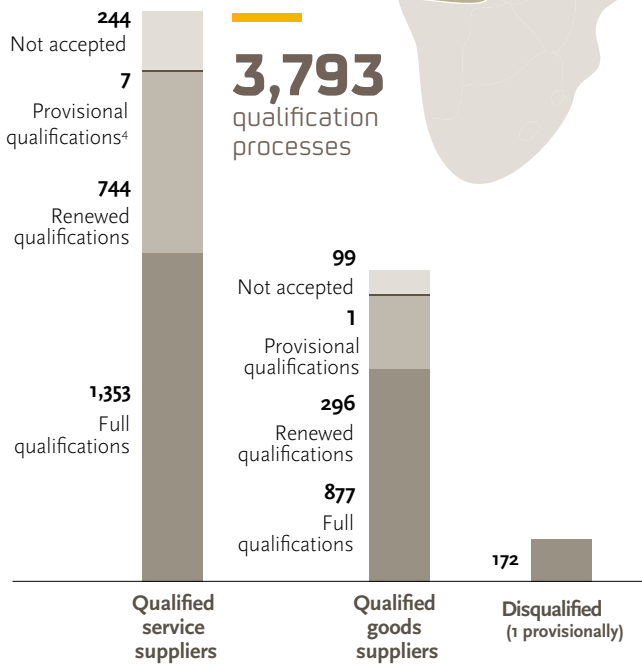 244
Not accepted
7
Provisional
qualifications⁴
744
Renewed
qualifications
1,353
Full
qualifications
3,793
qualification
processes
99
Not accepted
1
Provisional
qualifications
296
Renewed
qualifications
877
Full
qualifications
172
Qualified
service
suppliers
Qualified
goods
suppliers
Disqualified
(1 provisionally)